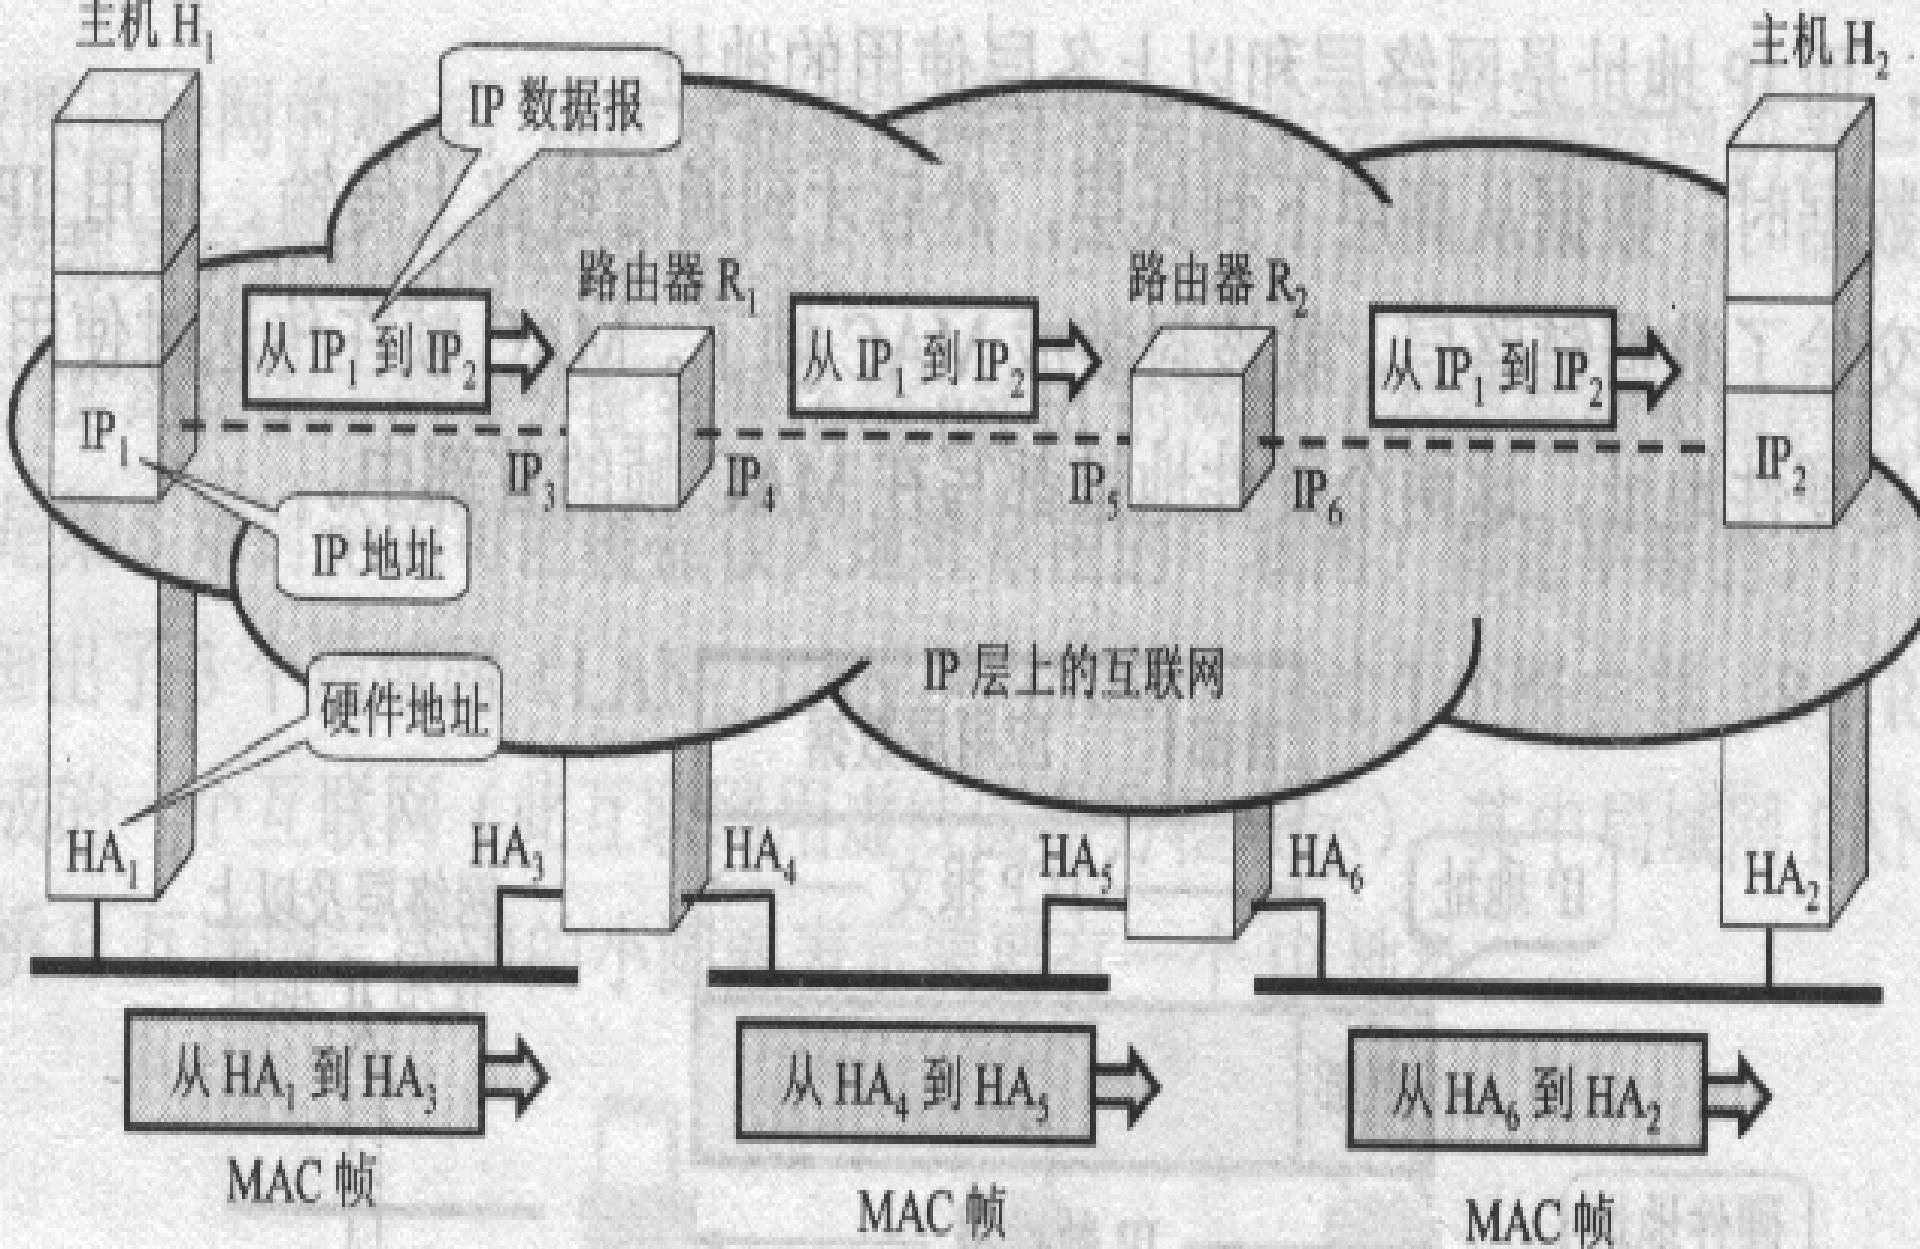 主机 H₁
主机 H₂
IP 数据报
路由器 R₁
路由器 R₂
从 IP₁ 到 IP₂
从 IP₁ 到 IP₂
从 IP₁ 到 IP₂
IP₁
IP₃
IP₄
IP₅
IP₆
IP₂
IP 地址
IP 层上的互联网
硬件地址
HA₁
HA₃
HA₄
HA₅
HA₆
HA₂
从 HA₁ 到 HA₃
从 HA₄ 到 HA₅
从 HA₆ 到 HA₂
MAC 帧
MAC 帧
MAC 帧